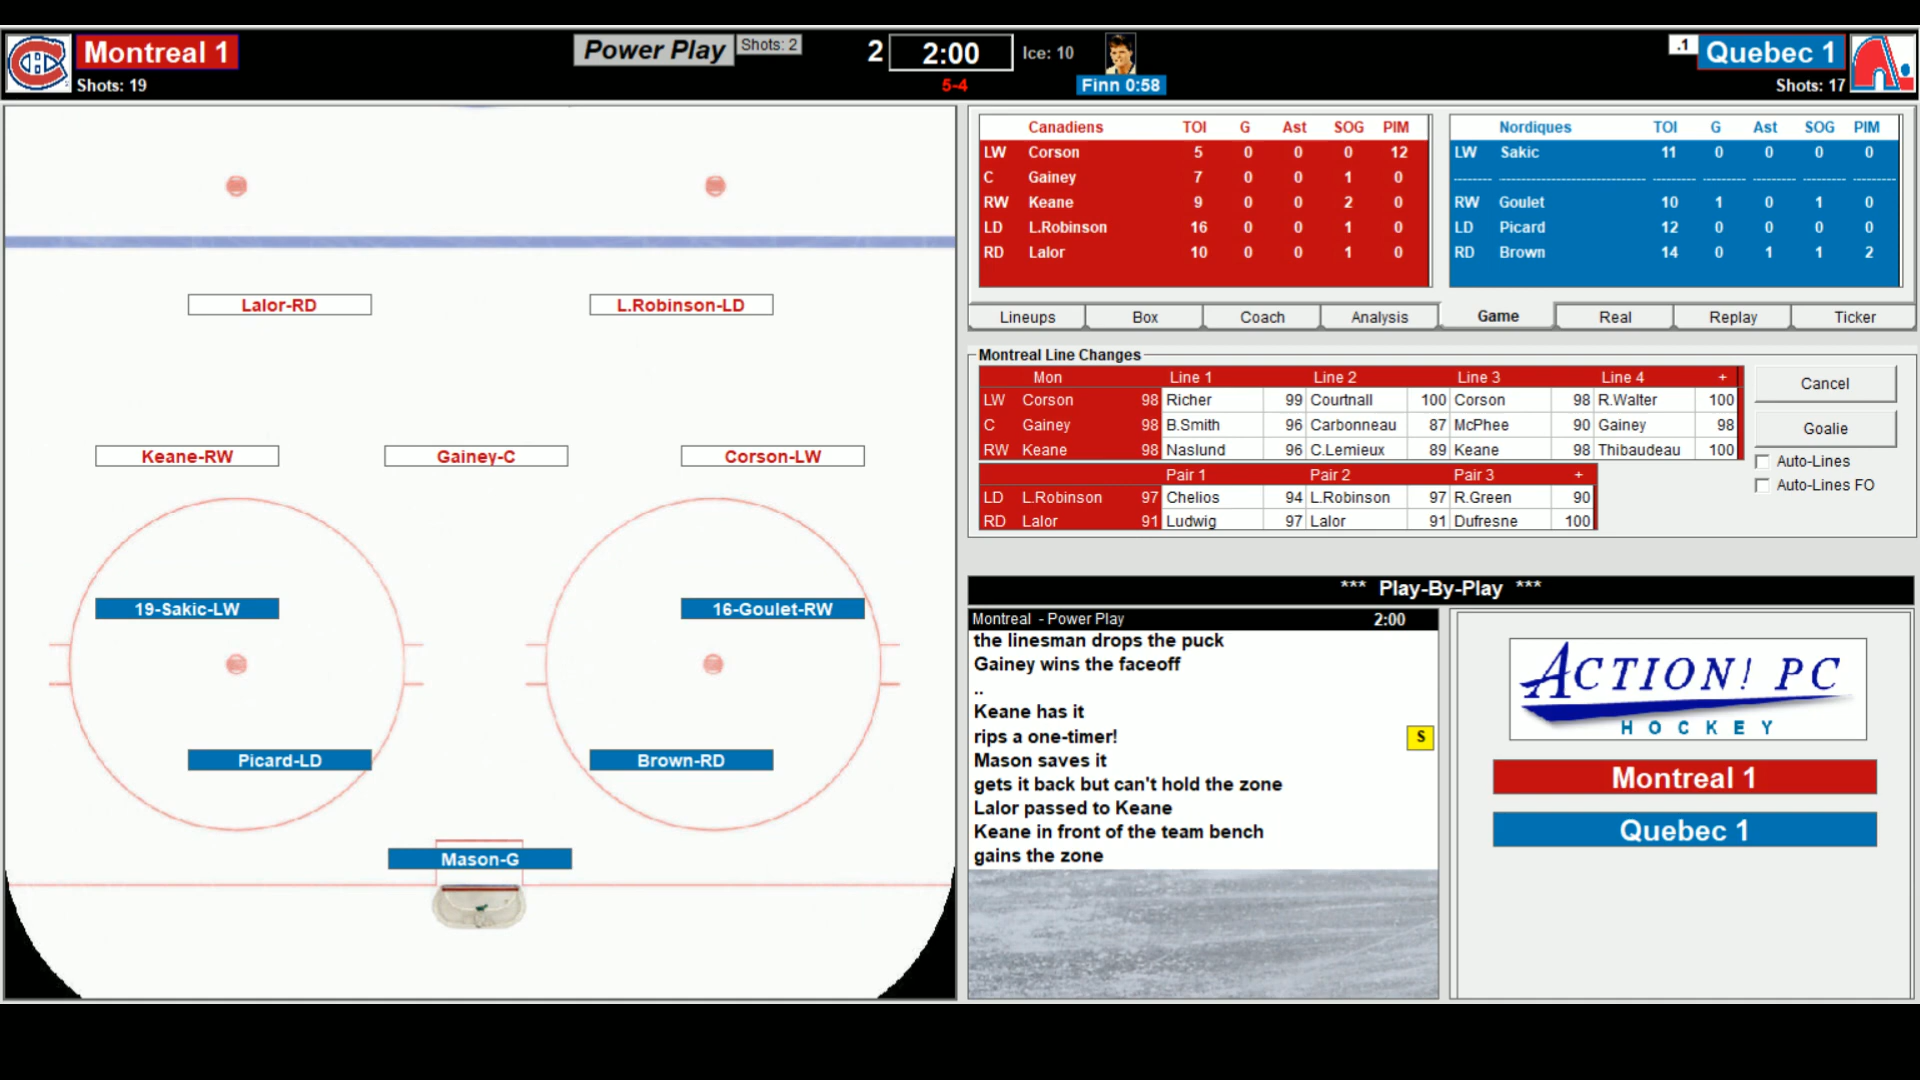 Montreal 1
Shots: 19
Power Play Shots: 2
2 2:00 Ice: 10
5-4
Finn 0:58
.1 Quebec 1
Shots: 17
Lalor-RD L.Robinson-LD
Keane-RW Gainey-C Corson-LW
19-Sakic-LW 16-Goulet-RW
Picard-LD Brown-RD
Mason-G
Canadiens TOI G Ast SOG PIM
LW Corson 5 0 0 0 12
C Gainey 7 0 0 1 0
RW Keane 9 0 0 2 0
LD L.Robinson 16 0 0 1 0
RD Lalor 10 0 0 1 0
Nordiques TOI G Ast SOG PIM
LW Sakic 11 0 0 0 0
RW Goulet 10 1 0 1 0
LD Picard 12 0 0 0 0
RD Brown 14 0 1 1 2
Lineups Box Coach Analysis Game Real Replay Ticker
Montreal Line Changes
Mon Line 1 Line 2 Line 3 Line 4 +
LW Corson 98 Richer 99 Courtnall 100 Corson 98 R.Walter 100
C Gainey 98 B.Smith 96 Carbonneau 87 McPhee 90 Gainey 98
RW Keane 98 Naslund 96 C.Lemieux 89 Keane 98 Thibaudeau 100
Pair 1 Pair 2 Pair 3 +
LD L.Robinson 97 Chelios 94 L.Robinson 97 R.Green 90
RD Lalor 91 Ludwig 97 Lalor 91 Dufresne 100
Cancel
Goalie
Auto-Lines
Auto-Lines FO
*** Play-By-Play ***
Montreal - Power Play 2:00
the linesman drops the puck
Gainey wins the faceoff
..
Keane has it
rips a one-timer! S
Mason saves it
gets it back but can't hold the zone
Lalor passed to Keane
Keane in front of the team bench
gains the zone
ACTION! PC
HOCKEY
Montreal 1
Quebec 1